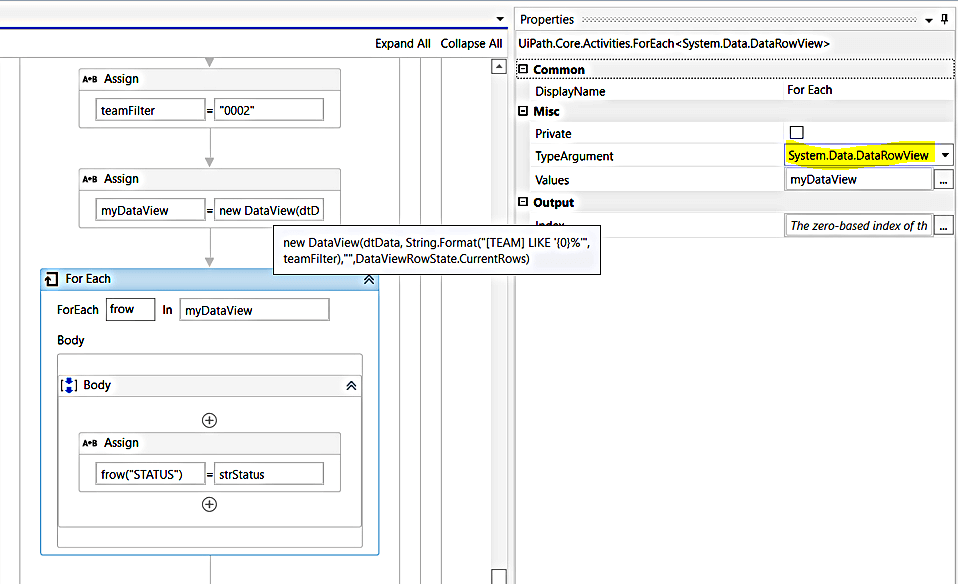 Expand All Collapse All
A+B Assign
teamFilter = "0002"
A+B Assign
myDataView = new DataView(dtD
new DataView(dtData, String.Format("[TEAM] LIKE '{0}%'",
teamFilter),"",DataViewRowState.CurrentRows)
For Each
ForEach frow In myDataView
Body
Body
A+B Assign
frow("STATUS") = strStatus
Properties
UiPath.Core.Activities.ForEach<System.Data.DataRowView>
Common
DisplayName For Each
Misc
Private
TypeArgument System.Data.DataRowView
Values myDataView ...
Output
Index The zero-based index of th ...